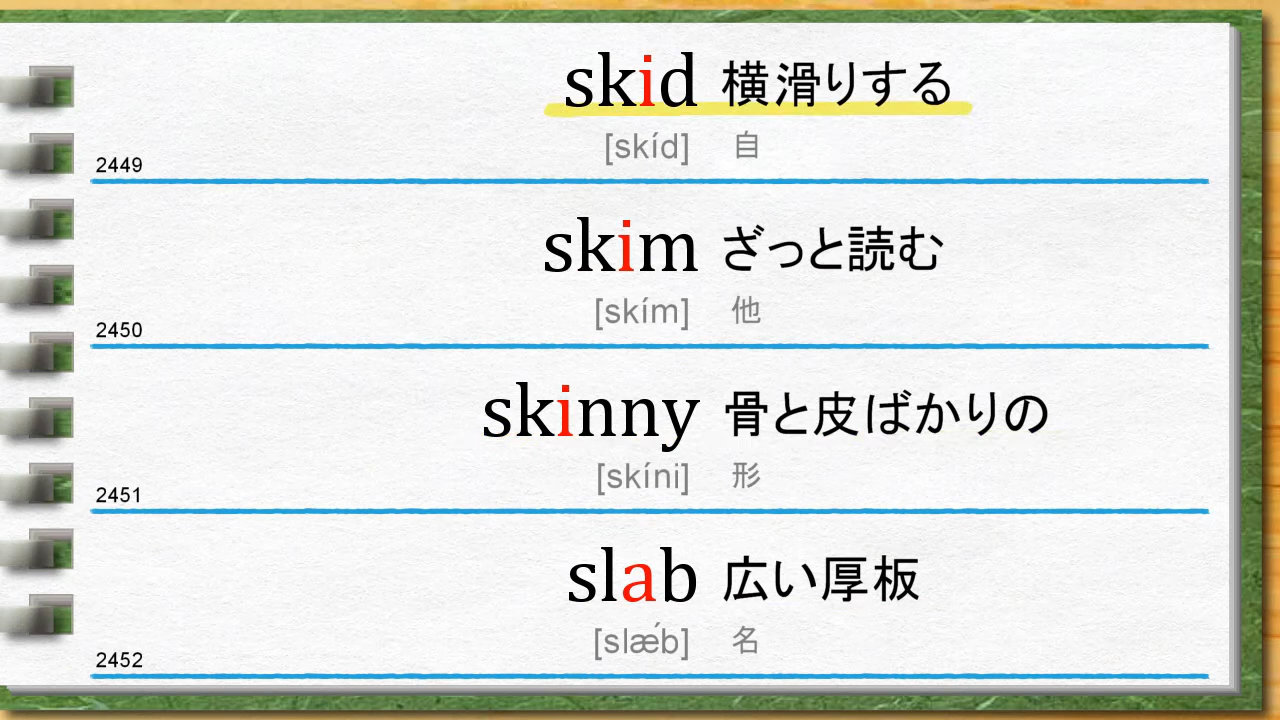 skid 横滑りする
[skíd] 自
2449
skim ざっと読む
[skím] 他
2450
skinny 骨と皮ばかりの
[skíni] 形
2451
slab 広い厚板
[slǽb] 名
2452